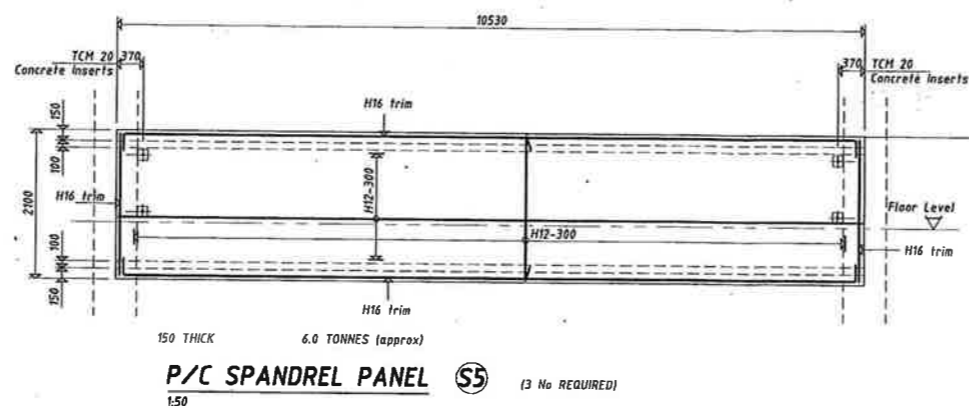 10530
TCM 20 370
Concrete Inserts
370 TCM 20
Concrete Inserts
150
H16 trim
100
2100
H16 trim
H12-300
Floor Level
H12-300
100
H16 trim
150
H16 trim
150 THICK 6.0 TONNES (approx)
P/C SPANDREL PANEL S5 (3 No REQUIRED)
1:50